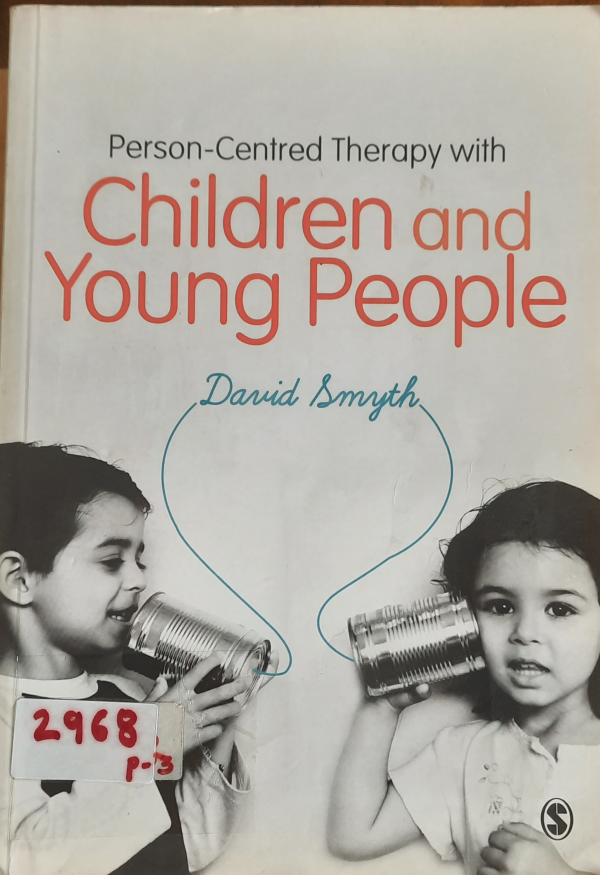 Person-Centred Therapy with
Children and
Young People
David Smyth
2968
p-3
S